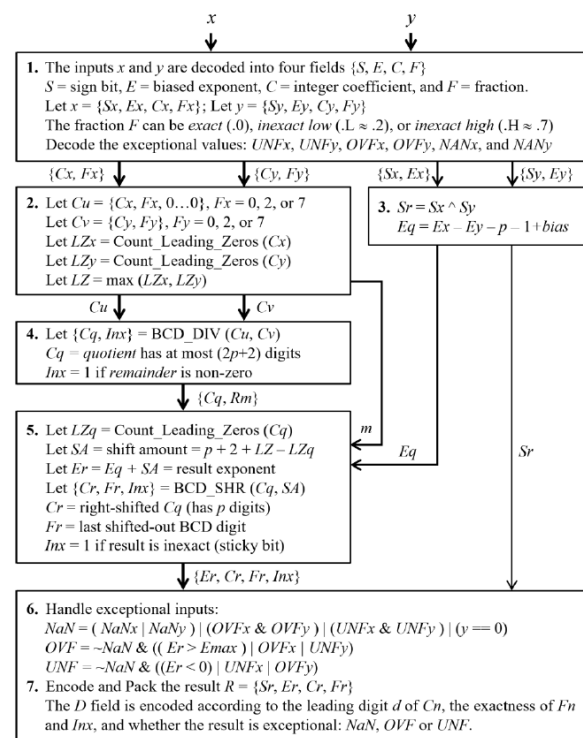 x
y
1. The inputs x and y are decoded into four fields {S, E, C, F}
S = sign bit, E = biased exponent, C = integer coefficient, and F = fraction.
Let x = {Sx, Ex, Cx, Fx}; Let y = {Sy, Ey, Cy, Fy}
The fraction F can be exact (.0), inexact low (.L ≈ .2), or inexact high (.H ≈ .7)
Decode the exceptional values: UNFx, UNFy, OVFx, OVFy, NANx, and NANy
{Cx, Fx}
{Cy, Fy}
{Sx, Ex}
{Sy, Ey}
2. Let Cu = {Cx, Fx, 0…0}, Fx = 0, 2, or 7
Let Cv = {Cy, Fy}, Fy = 0, 2, or 7
Let LZx = Count_Leading_Zeros (Cx)
Let LZy = Count_Leading_Zeros (Cy)
Let LZ = max (LZx, LZy)
3. Sr = Sx ^ Sy
Eq = Ex – Ey – p – 1+bias
Cu
Cv
4. Let {Cq, Inx} = BCD_DIV (Cu, Cv)
Cq = quotient has at most (2p+2) digits
Inx = 1 if remainder is non-zero
{Cq, Rm}
5. Let LZq = Count_Leading_Zeros (Cq)
Let SA = shift amount = p + 2 + LZ – LZq
Let Er = Eq + SA = result exponent
Let {Cr, Fr, Inx} = BCD_SHR (Cq, SA)
Cr = right-shifted Cq (has p digits)
Fr = last shifted-out BCD digit
Inx = 1 if result is inexact (sticky bit)
m
Eq
Sr
{Er, Cr, Fr, Inx}
6. Handle exceptional inputs:
NaN = ( NaNx | NaNy ) | (OVFx & OVFy ) | (UNFx & UNFy ) | (y == 0)
OVF = ~NaN & (( Er > Emax ) | OVFx | UNFy)
UNF = ~NaN & ((Er < 0) | UNFx | OVFy)
7. Encode and Pack the result R = {Sr, Er, Cr, Fr}
The D field is encoded according to the leading digit d of Cn, the exactness of Fn
and Inx, and whether the result is exceptional: NaN, OVF or UNF.